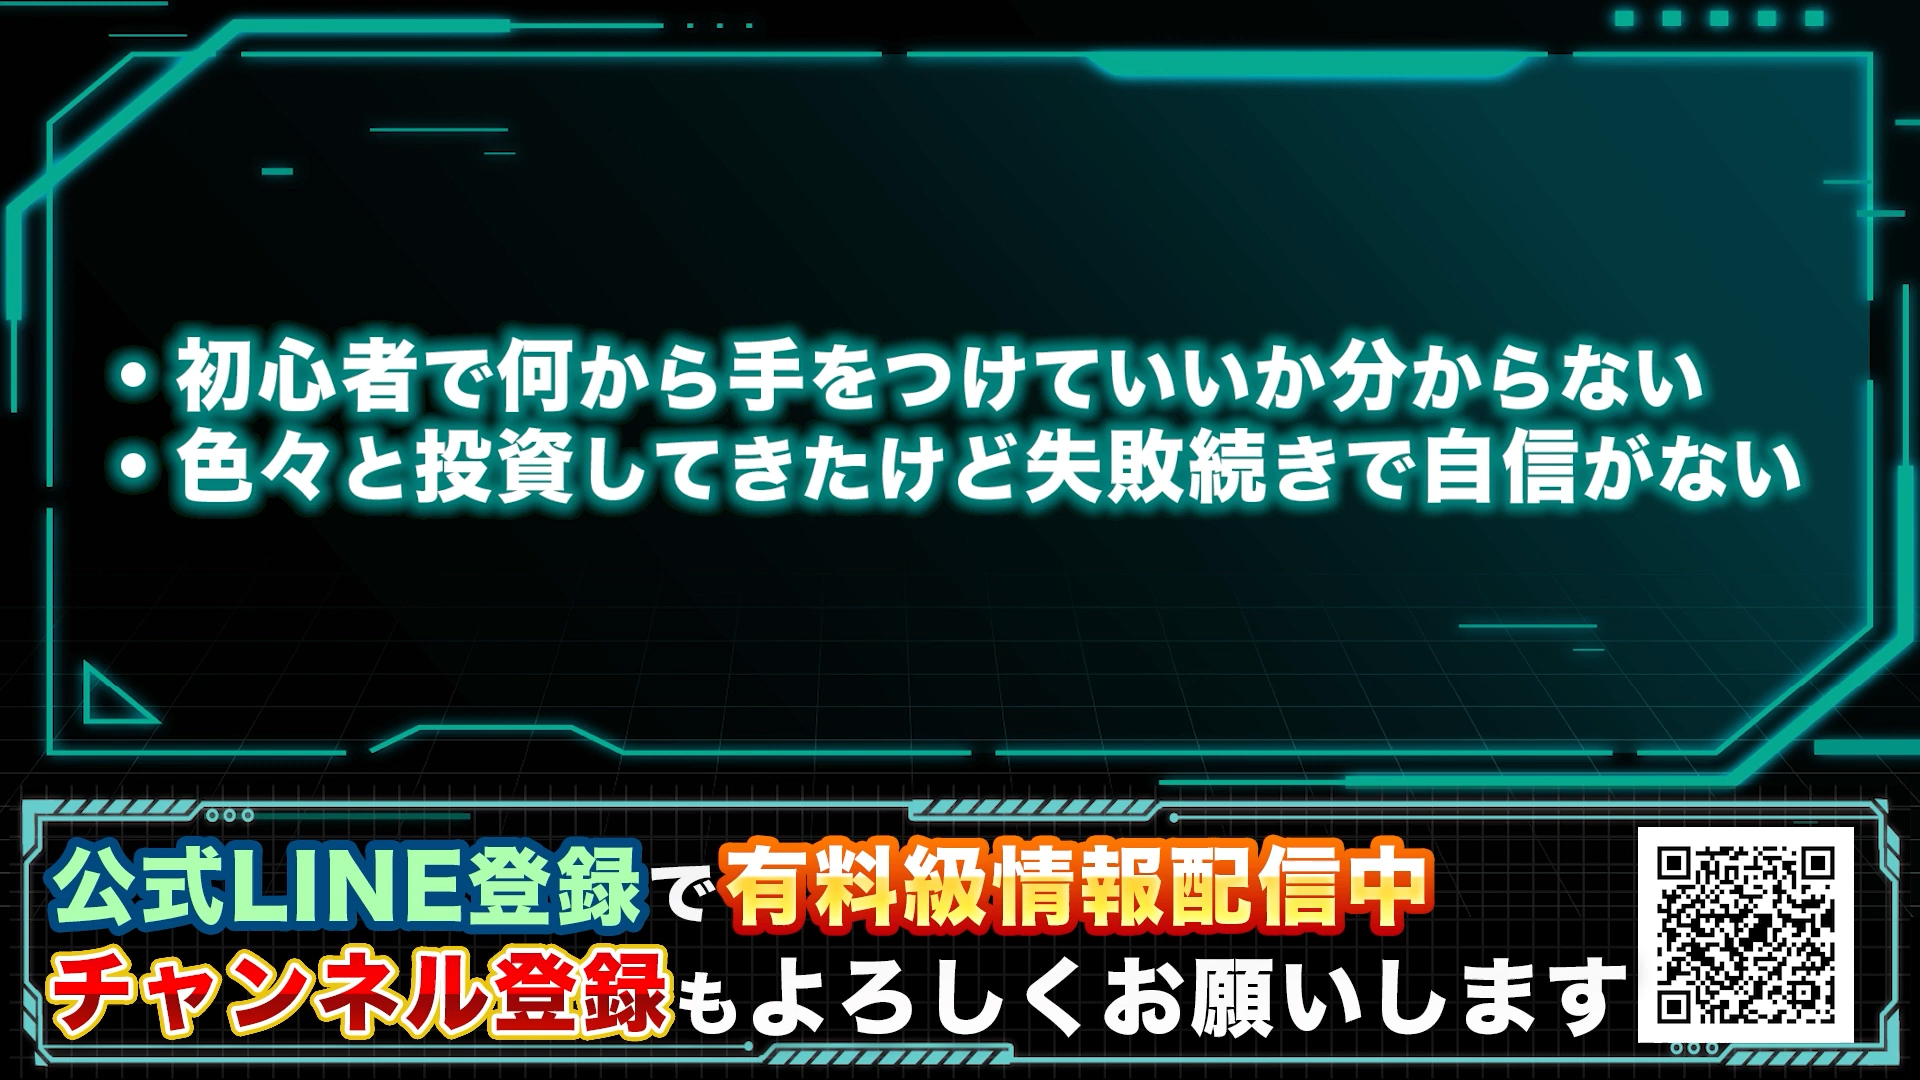 ・初心者で何から手をつけていいか分からない
・色々と投資してきたけど失敗続きで自信がない
公式LINE登録で有料級情報配信中
チャンネル登録もよろしくお願いします